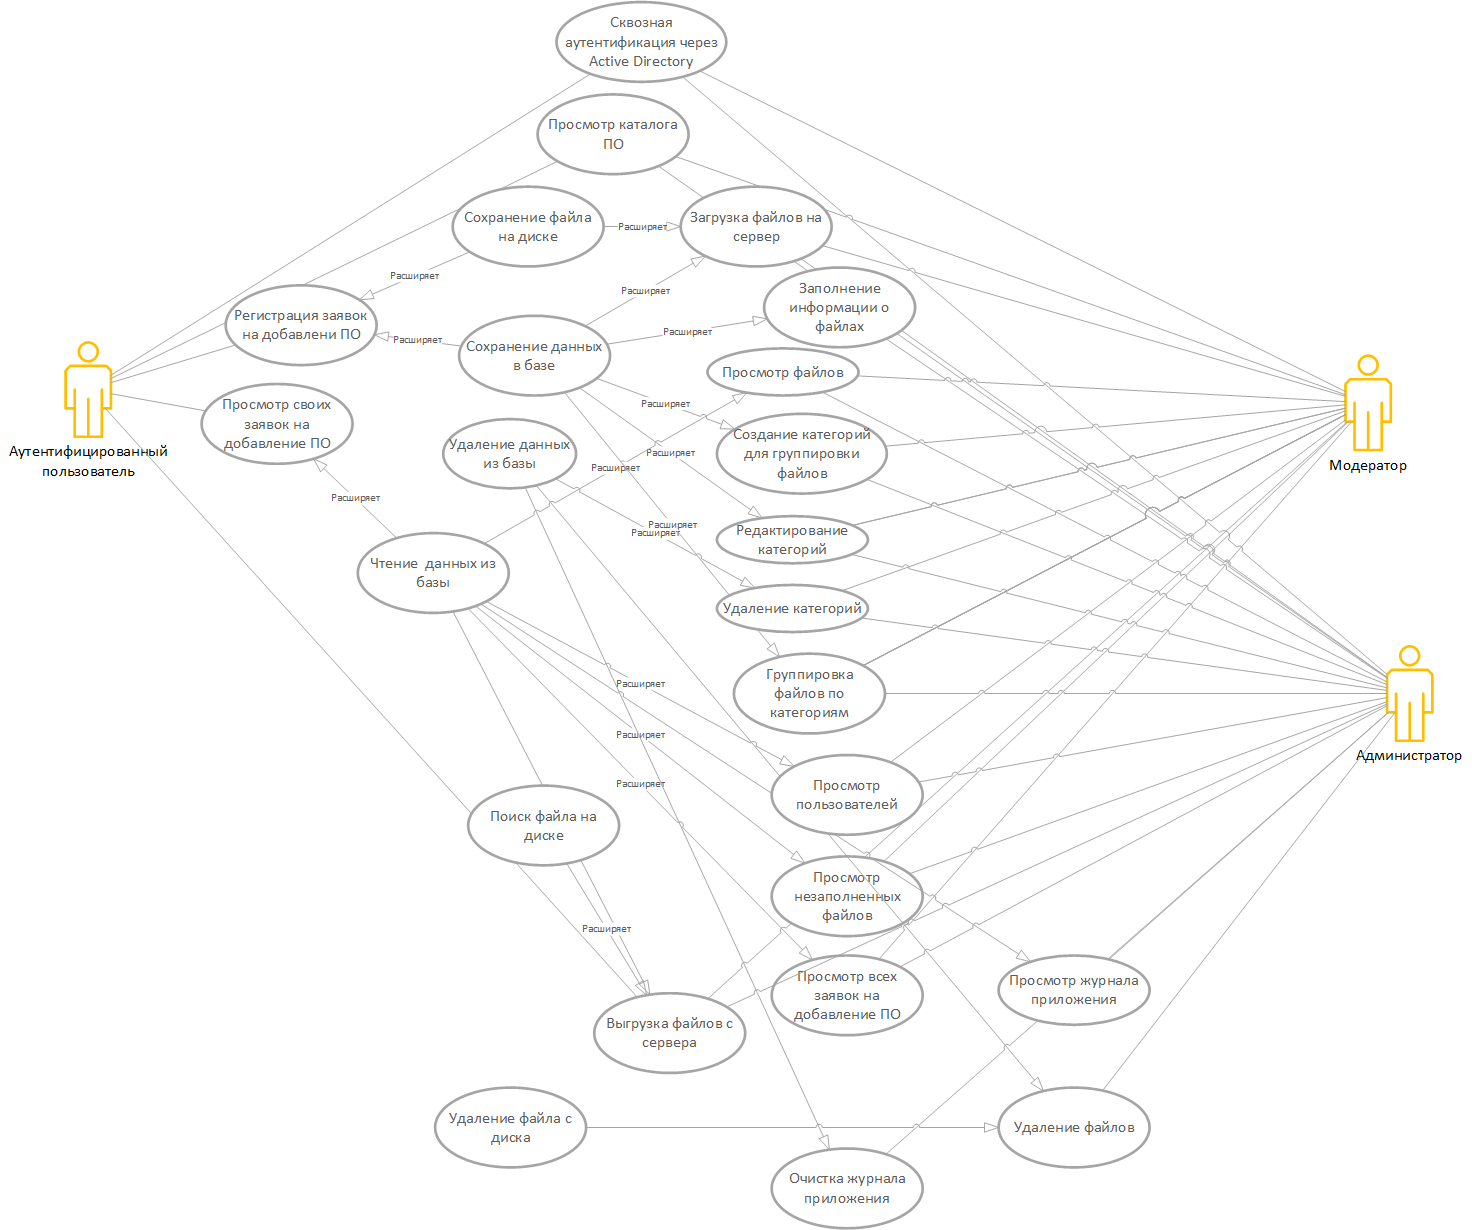 Сквозная
аутентификация через
Active Directory
Просмотр каталога
ПО
Сохранение файла
на диске
Расширяет
Загрузка файлов на
сервер
Расширяет
Расширяет
Заполнение
информации о
файлах
Регистрация заявок
на добавлени ПО
Расширяет
Сохранение данных
в базе
Расширяет
Просмотр файлов
Просмотр своих
заявок на
добавление ПО
Расширяет
Аутентифицированный
пользователь
Модератор
Удаление данных
из базы
Создание категорий
для группировки
файлов
Расширяет
Расширяет
Расширяет
Расширяет
Расширяет
Редактирование
категорий
Чтение данных из
базы
Удаление категорий
Группировка
файлов по
категориям
Расширяет
Расширяет
Администратор
Расширяет
Просмотр
пользователей
Поиск файла на
диске
Просмотр
незаполненных
файлов
Расширяет
Просмотр всех
заявок на
добавление ПО
Просмотр журнала
приложения
Выгрузка файлов с
сервера
Удаление файла с
диска
Удаление файлов
Очистка журнала
приложения